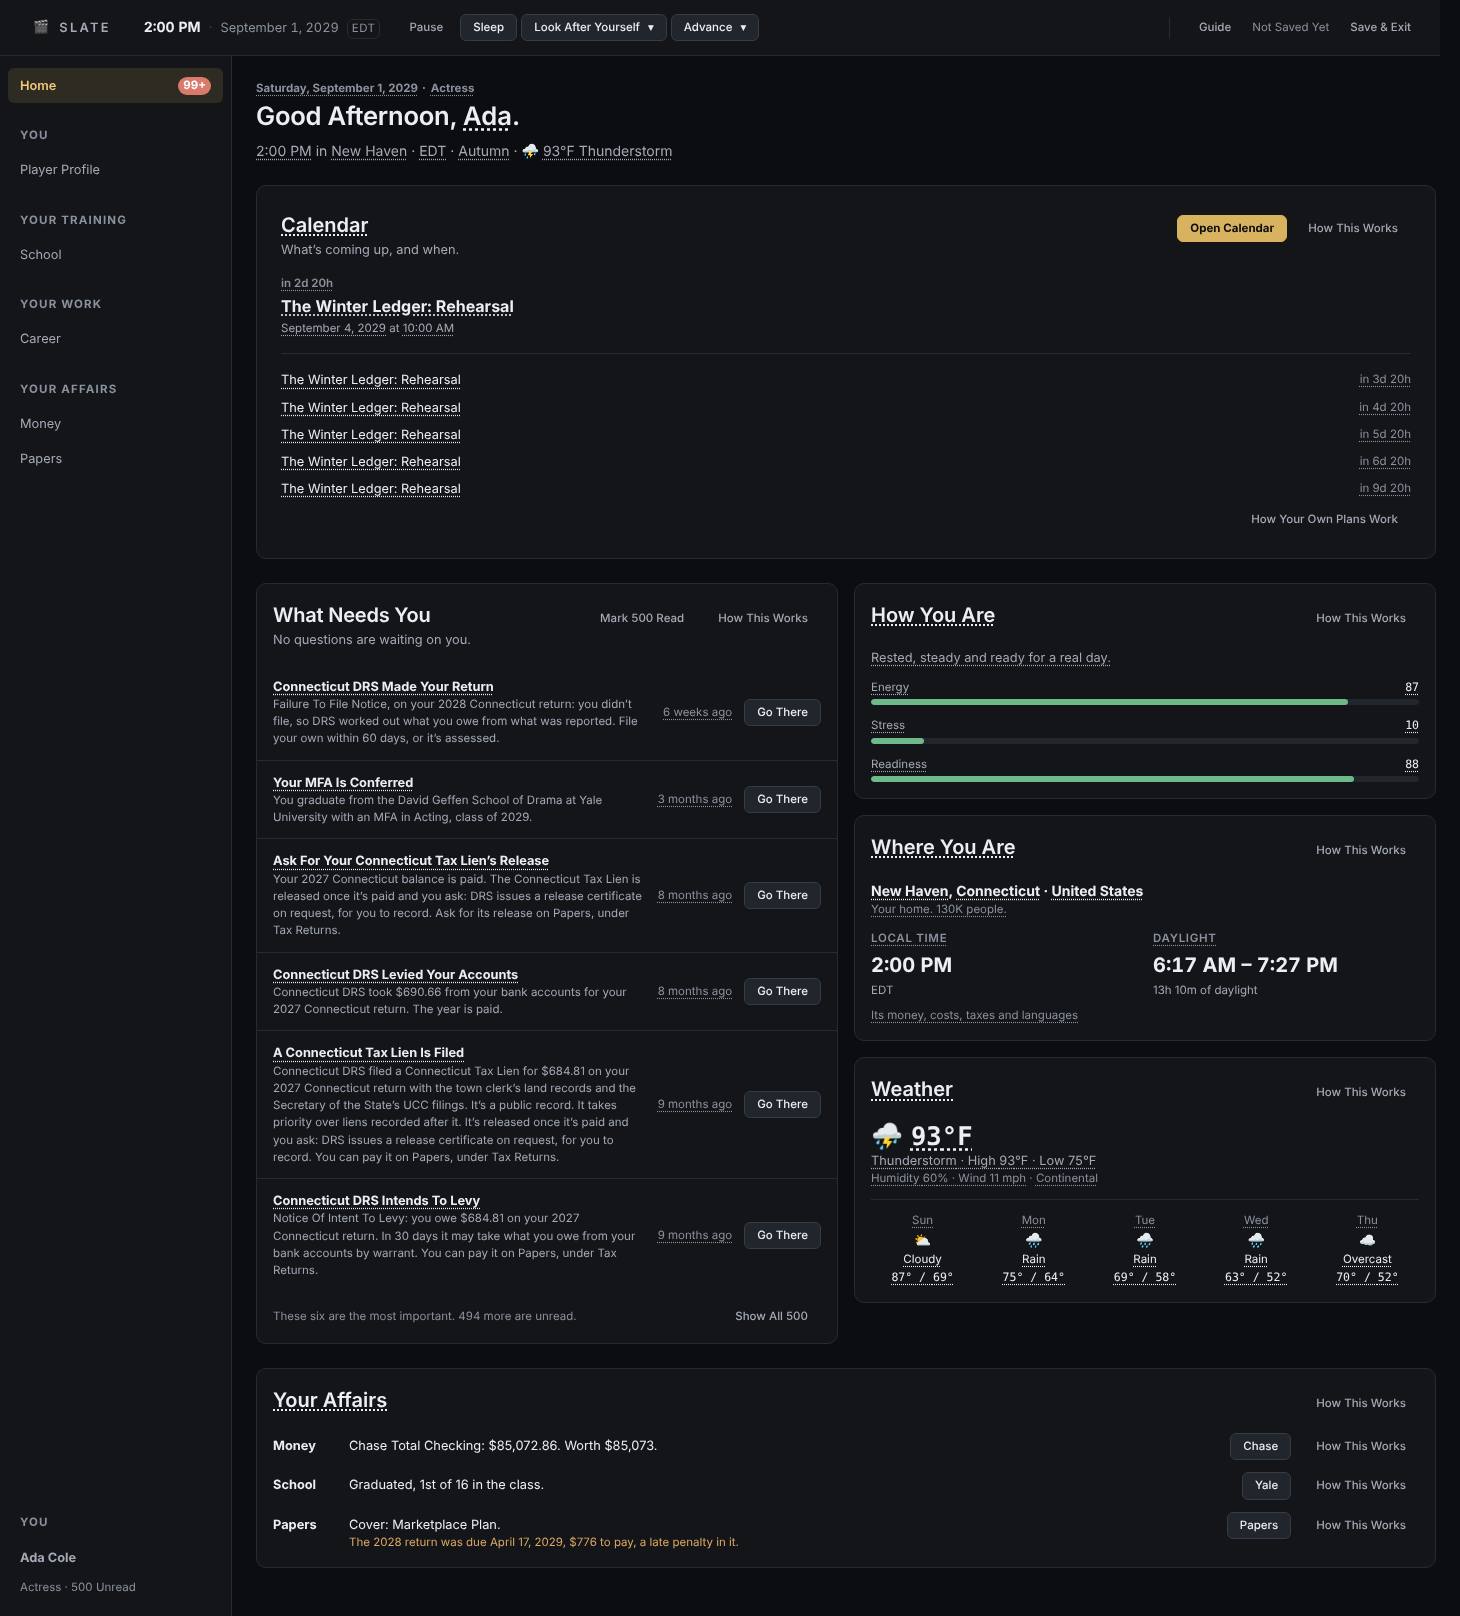 🎬 SLATE
2:00 PM · September 1, 2029 EDT
Pause
Sleep
Look After Yourself ▾
Advance ▾
Guide
Not Saved Yet
Save & Exit
Home 99+
YOU
Player Profile
YOUR TRAINING
School
YOUR WORK
Career
YOUR AFFAIRS
Money
Papers
YOU
Ada Cole
Actress · 500 Unread
Saturday, September 1, 2029 · Actress
Good Afternoon, Ada.
2:00 PM in New Haven · EDT · Autumn · ⛈️ 93°F Thunderstorm
Calendar
What's coming up, and when.
Open Calendar
How This Works
in 2d 20h
The Winter Ledger: Rehearsal
September 4, 2029 at 10:00 AM
The Winter Ledger: Rehearsal in 3d 20h
The Winter Ledger: Rehearsal in 4d 20h
The Winter Ledger: Rehearsal in 5d 20h
The Winter Ledger: Rehearsal in 6d 20h
The Winter Ledger: Rehearsal in 9d 20h
How Your Own Plans Work
What Needs You
Mark 500 Read
How This Works
No questions are waiting on you.
Connecticut DRS Made Your Return
Failure To File Notice, on your 2028 Connecticut return: you didn't
file, so DRS worked out what you owe from what was reported. File
your own within 60 days, or it's assessed.
6 weeks ago
Go There
Your MFA Is Conferred
You graduate from the David Geffen School of Drama at Yale
University with an MFA in Acting, class of 2029.
3 months ago
Go There
Ask For Your Connecticut Tax Lien's Release
Your 2027 Connecticut balance is paid. The Connecticut Tax Lien is
released once it's paid and you ask: DRS issues a release certificate
on request, for you to record. Ask for its release on Papers, under
Tax Returns.
8 months ago
Go There
Connecticut DRS Levied Your Accounts
Connecticut DRS took $690.66 from your bank accounts for your
2027 Connecticut return. The year is paid.
8 months ago
Go There
A Connecticut Tax Lien Is Filed
Connecticut DRS filed a Connecticut Tax Lien for $684.81 on your
2027 Connecticut return with the town clerk's land records and the
Secretary of the State's UCC filings. It's a public record. It takes
priority over liens recorded after it. It's released once it's paid and
you ask: DRS issues a release certificate on request, for you to
record. You can pay it on Papers, under Tax Returns.
9 months ago
Go There
Connecticut DRS Intends To Levy
Notice Of Intent To Levy: you owe $684.81 on your 2027
Connecticut return. In 30 days it may take what you owe from your
bank accounts by warrant. You can pay it on Papers, under Tax
Returns.
9 months ago
Go There
These six are the most important. 494 more are unread.
Show All 500
How You Are
How This Works
Rested, steady and ready for a real day.
Energy 87
Stress 10
Readiness 88
Where You Are
How This Works
New Haven, Connecticut · United States
Your home. 130K people.
LOCAL TIME
2:00 PM
EDT
DAYLIGHT
6:17 AM – 7:27 PM
13h 10m of daylight
Its money, costs, taxes and languages
Weather
How This Works
⛈️ 93°F
Thunderstorm · High 93°F · Low 75°F
Humidity 60% · Wind 11 mph · Continental
Sun Mon Tue Wed Thu
Cloudy Rain Rain Rain Overcast
87° / 69° 75° / 64° 69° / 58° 63° / 52° 70° / 52°
Your Affairs
How This Works
Money Chase Total Checking: $85,072.86. Worth $85,073.
Chase
How This Works
School Graduated, 1st of 16 in the class.
Yale
How This Works
Papers Cover: Marketplace Plan.
The 2028 return was due April 17, 2029, $776 to pay, a late penalty in it.
Papers
How This Works